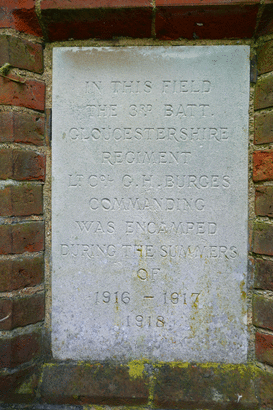 IN THIS FIELD
THE 3RD BATT.
GLOUCESTERSHIRE
REGIMENT
LT COL G. H. BURGES
COMMANDING
WAS ENCAMPED
DURING THE SUMMERS
OF
1916 – 1917
1918.